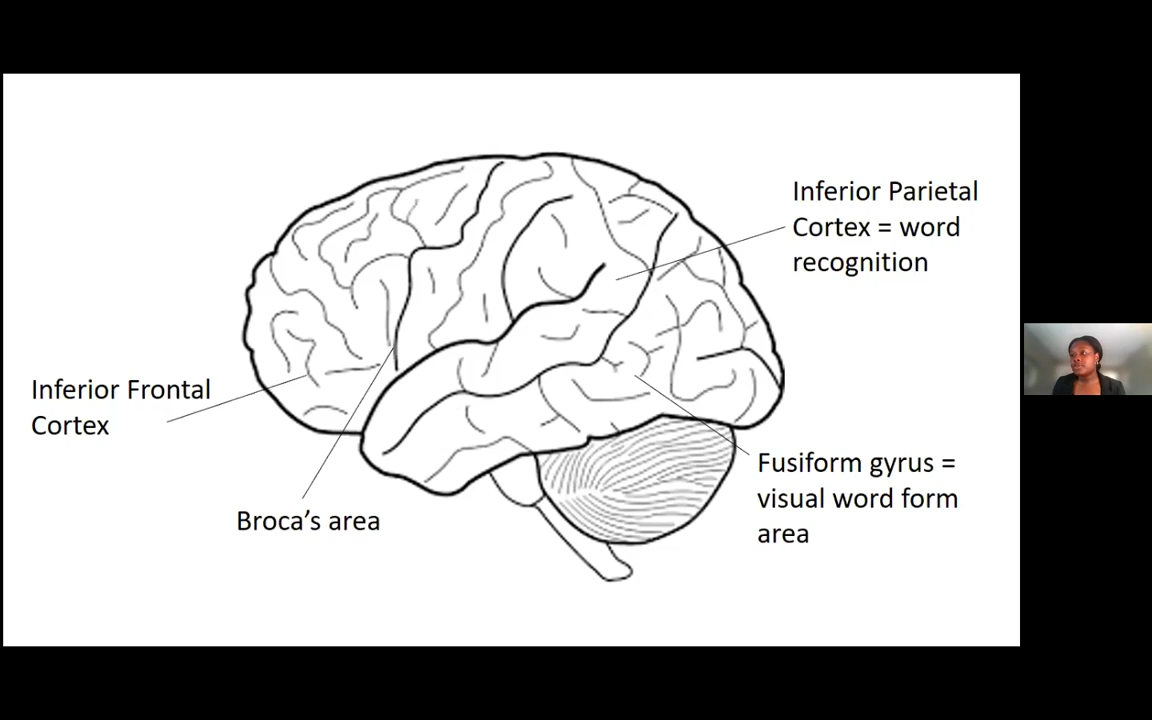 Inferior Parietal
Cortex = word
recognition
Inferior Frontal
Cortex
Broca’s area
Fusiform gyrus =
visual word form
area